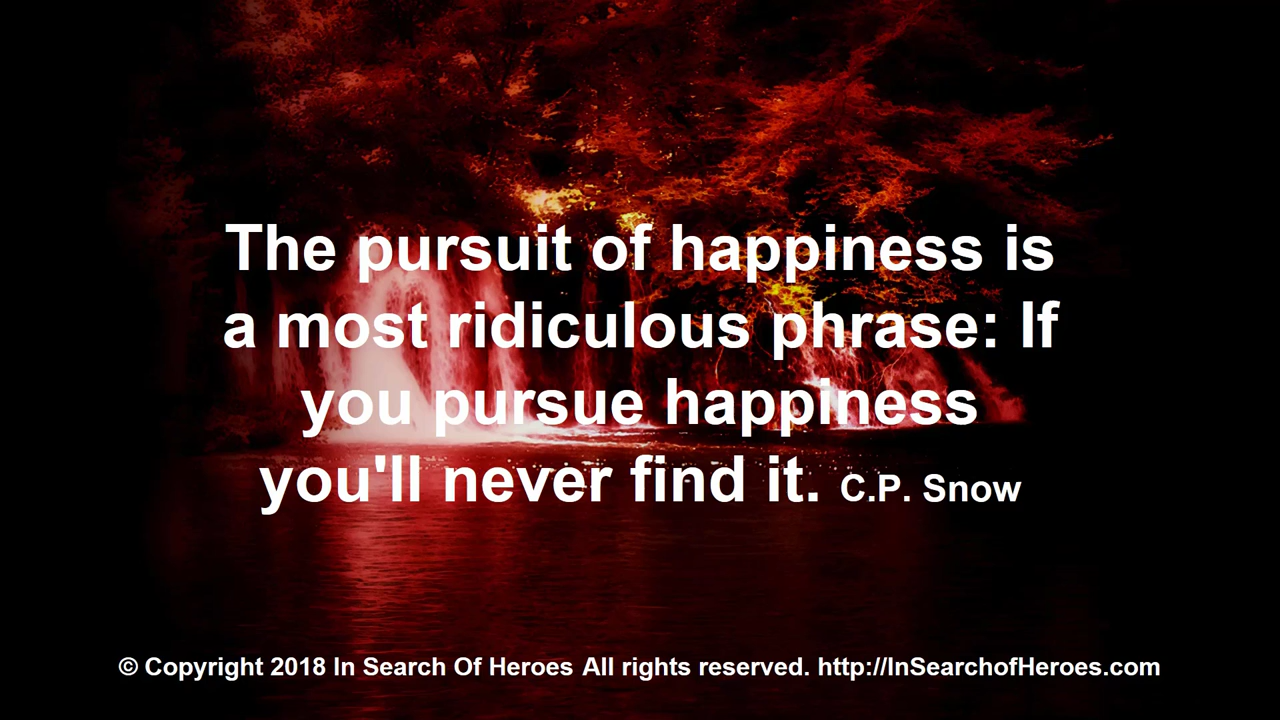 The pursuit of happiness is
a most ridiculous phrase: If
you pursue happiness
you'll never find it. C.P. Snow
© Copyright 2018 In Search Of Heroes All rights reserved. http://InSearchofHeroes.com